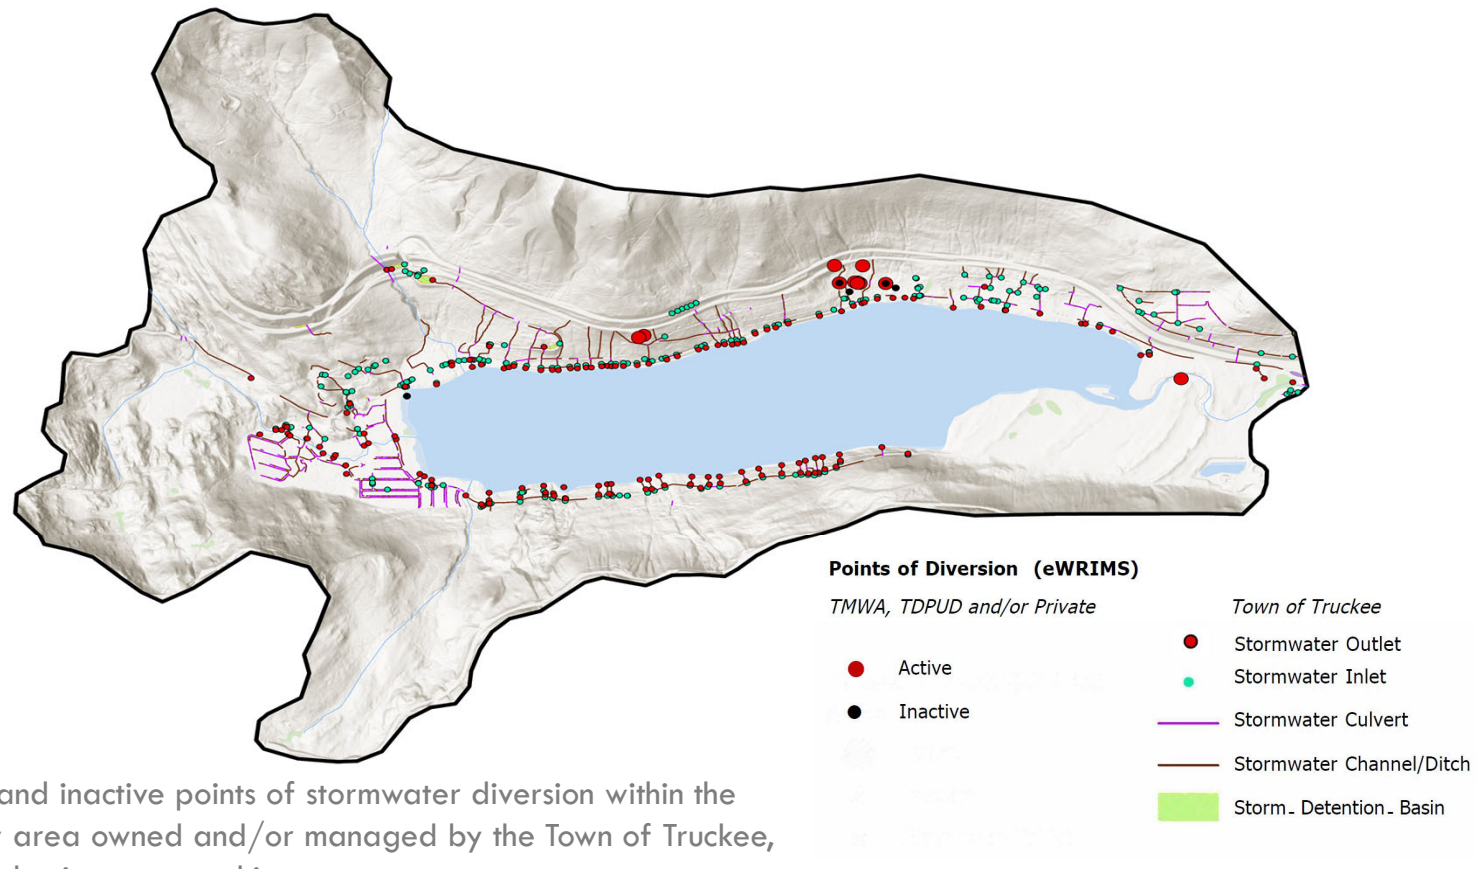 Points of Diversion (eWRIMS)
TMWA, TDPUD and/or Private
Active
Inactive
Town of Truckee
Stormwater Outlet
Stormwater Inlet
Stormwater Culvert
Stormwater Channel/Ditch
Storm_Detention_Basin
and inactive points of stormwater diversion within the
area owned and/or managed by the Town of Truckee,